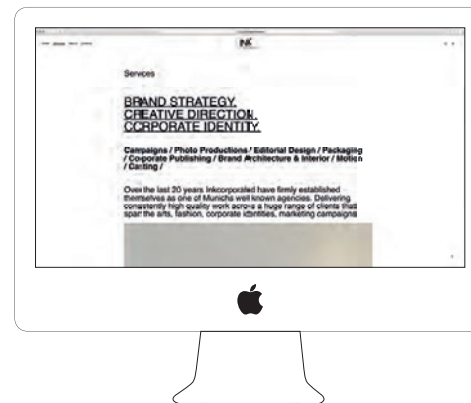 INK
Services
BRAND STRATEGY.
CREATIVE DIRECTION.
CORPORATE IDENTITY.
Campaigns / Photo Productions / Editorial Design / Packaging
/ Corporate Publishing / Brand Architecture & Interior / Motion
/ Casting /
Over the last 20 years Inkcorporated have firmly established
themselves as one of Munichs well known agencies. Delivering
consistently high quality work across a huge range of clients that
span the arts, fashion, corporate identities, marketing campaigns